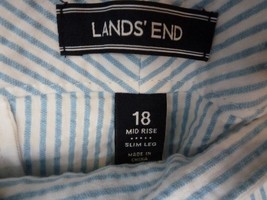 LANDS' END
18
MID RISE
SLIM LEG
MADE IN
CHINA